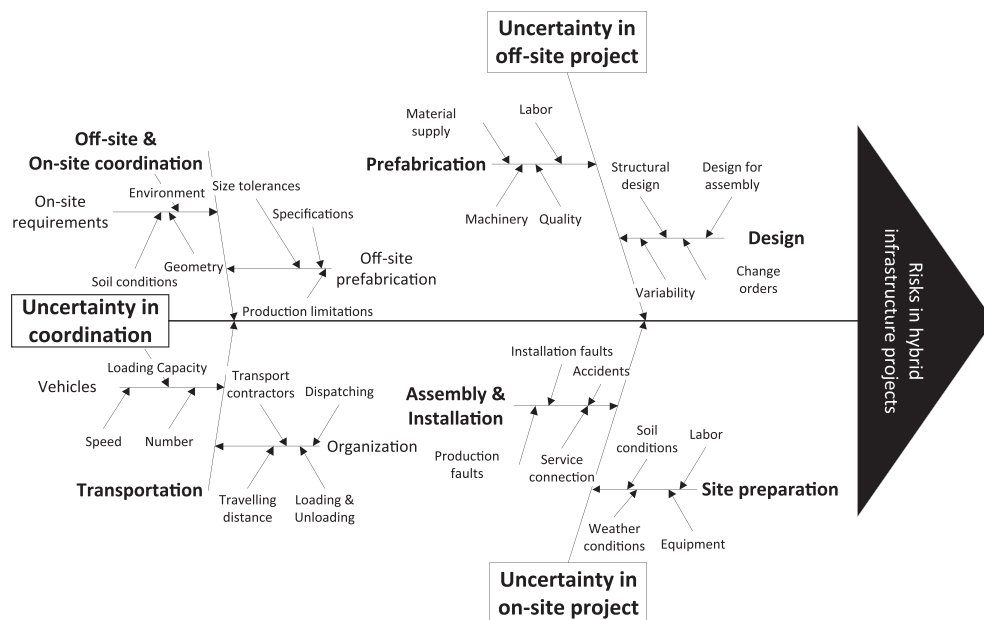 Uncertainty in
off-site project
Material
supply
Labor
Prefabrication
Machinery
Quality
Structural
design
Design for
assembly
Design
Variability
Change
orders
Off-site &
On-site coordination
Environment
On-site
requirements
Soil conditions
Geometry
Size tolerances
Specifications
Off-site
prefabrication
Production limitations
Uncertainty in
coordination
Risks in hybrid
infrastructure projects
Loading Capacity
Vehicles
Speed
Number
Transport
contractors
Dispatching
Organization
Travelling
distance
Loading &
Unloading
Transportation
Installation faults
Accidents
Assembly &
Installation
Production
faults
Service
connection
Soil
conditions
Labor
Site preparation
Weather
conditions
Equipment
Uncertainty in
on-site project